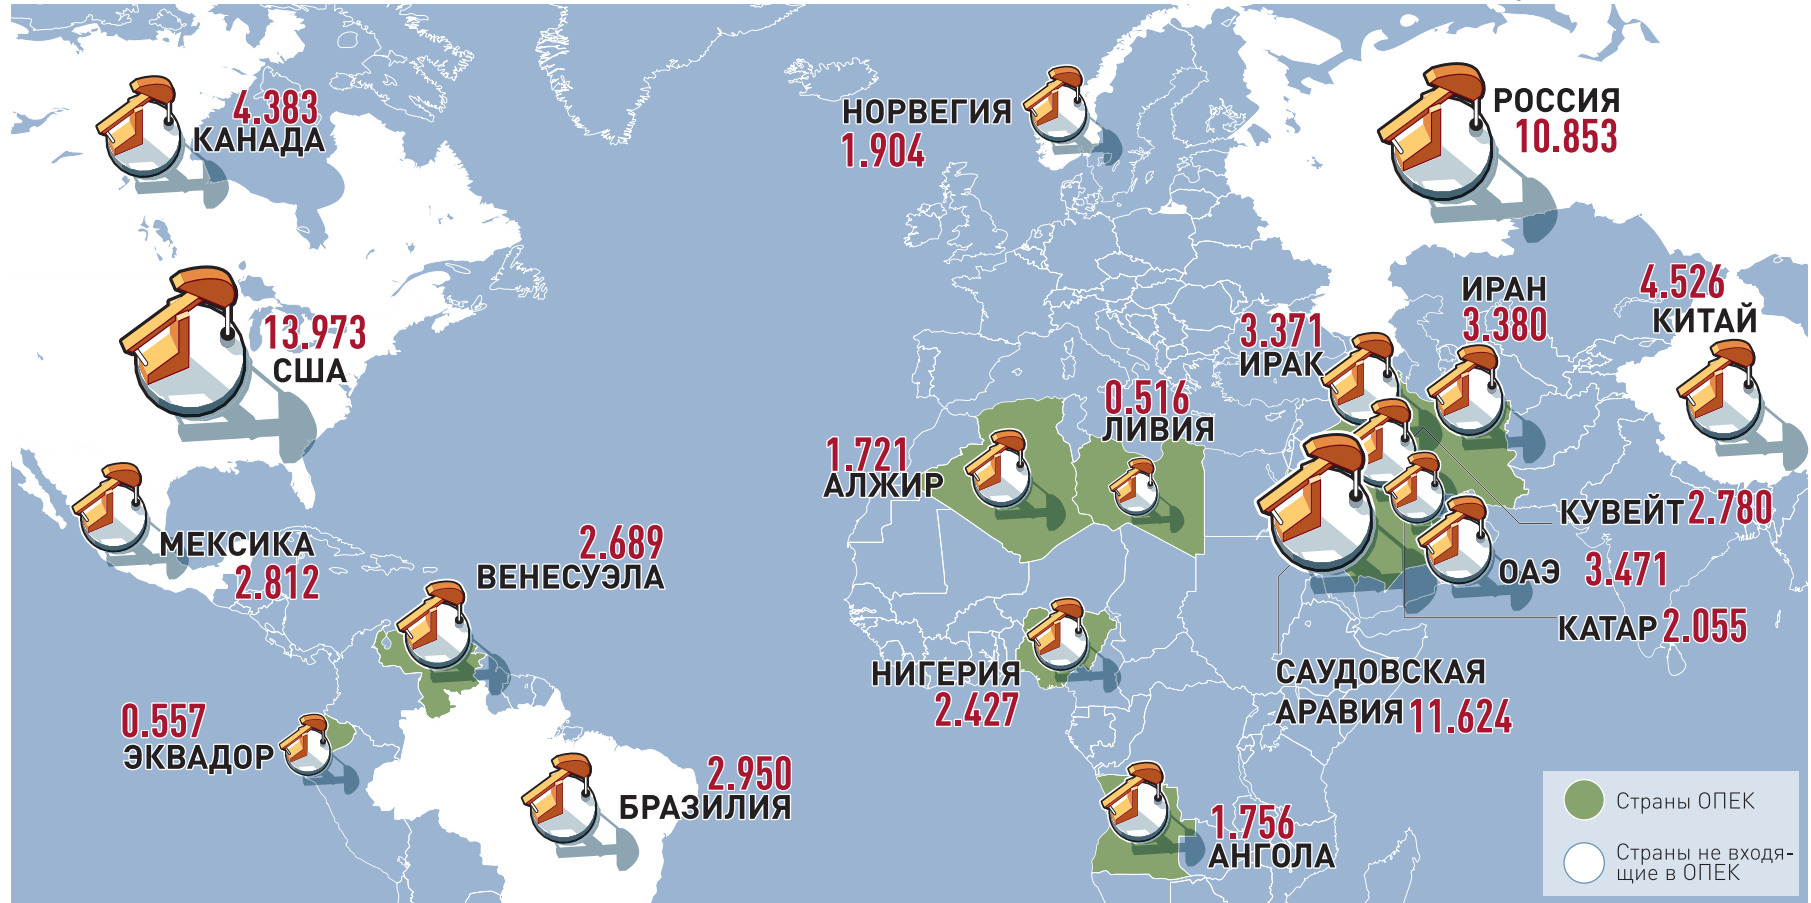 4.383
КАНАДА
НОРВЕГИЯ
1.904
РОССИЯ
10.853
13.973
США
ИРАН
3.380
3.371
ИРАК
4.526
КИТАЙ
0.516
ЛИВИЯ
1.721
АЛЖИР
МЕКСИКА
2.812
2.689
ВЕНЕСУЭЛА
КУВЕЙТ 2.780
ОАЭ 3.471
КАТАР 2.055
НИГЕРИЯ
2.427
САУДОВСКАЯ
АРАВИЯ 11.624
0.557
ЭКВАДОР
2.950
БРАЗИЛИЯ
1.756
АНГОЛА
Страны ОПЕК
Страны не входя-
щие в ОПЕК